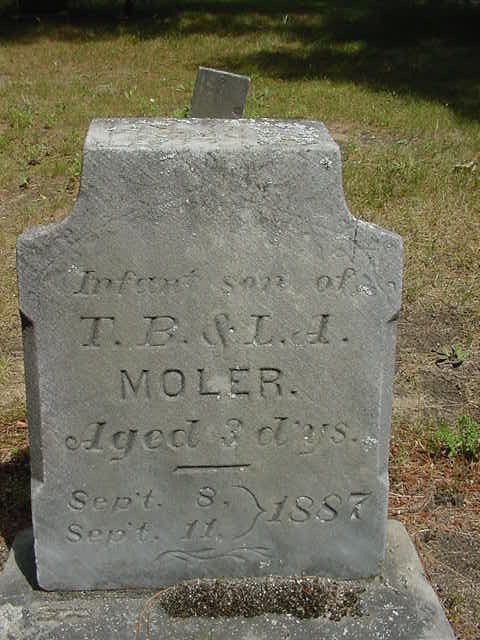 Infant son of
T. B. & L. A.
MOLER.
Aged 3 d'ys.
Sep't. 8, } 1887
Sep't. 11,